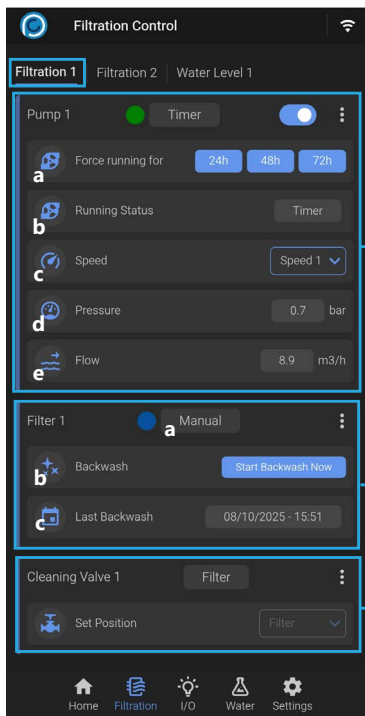 Filtration Control
Filtration 1 Filtration 2 Water Level 1
Pump 1 Timer
a Force running for 24h 48h 72h
b Running Status Timer
c Speed Speed 1
d Pressure 0.7 bar
e Flow 8.9 m3/h
Filter 1 a Manual
b Backwash Start Backwash Now
c Last Backwash 08/10/2025 - 15:51
Cleaning Valve 1 Filter
Set Position Filter
Home Filtration I/O Water Settings